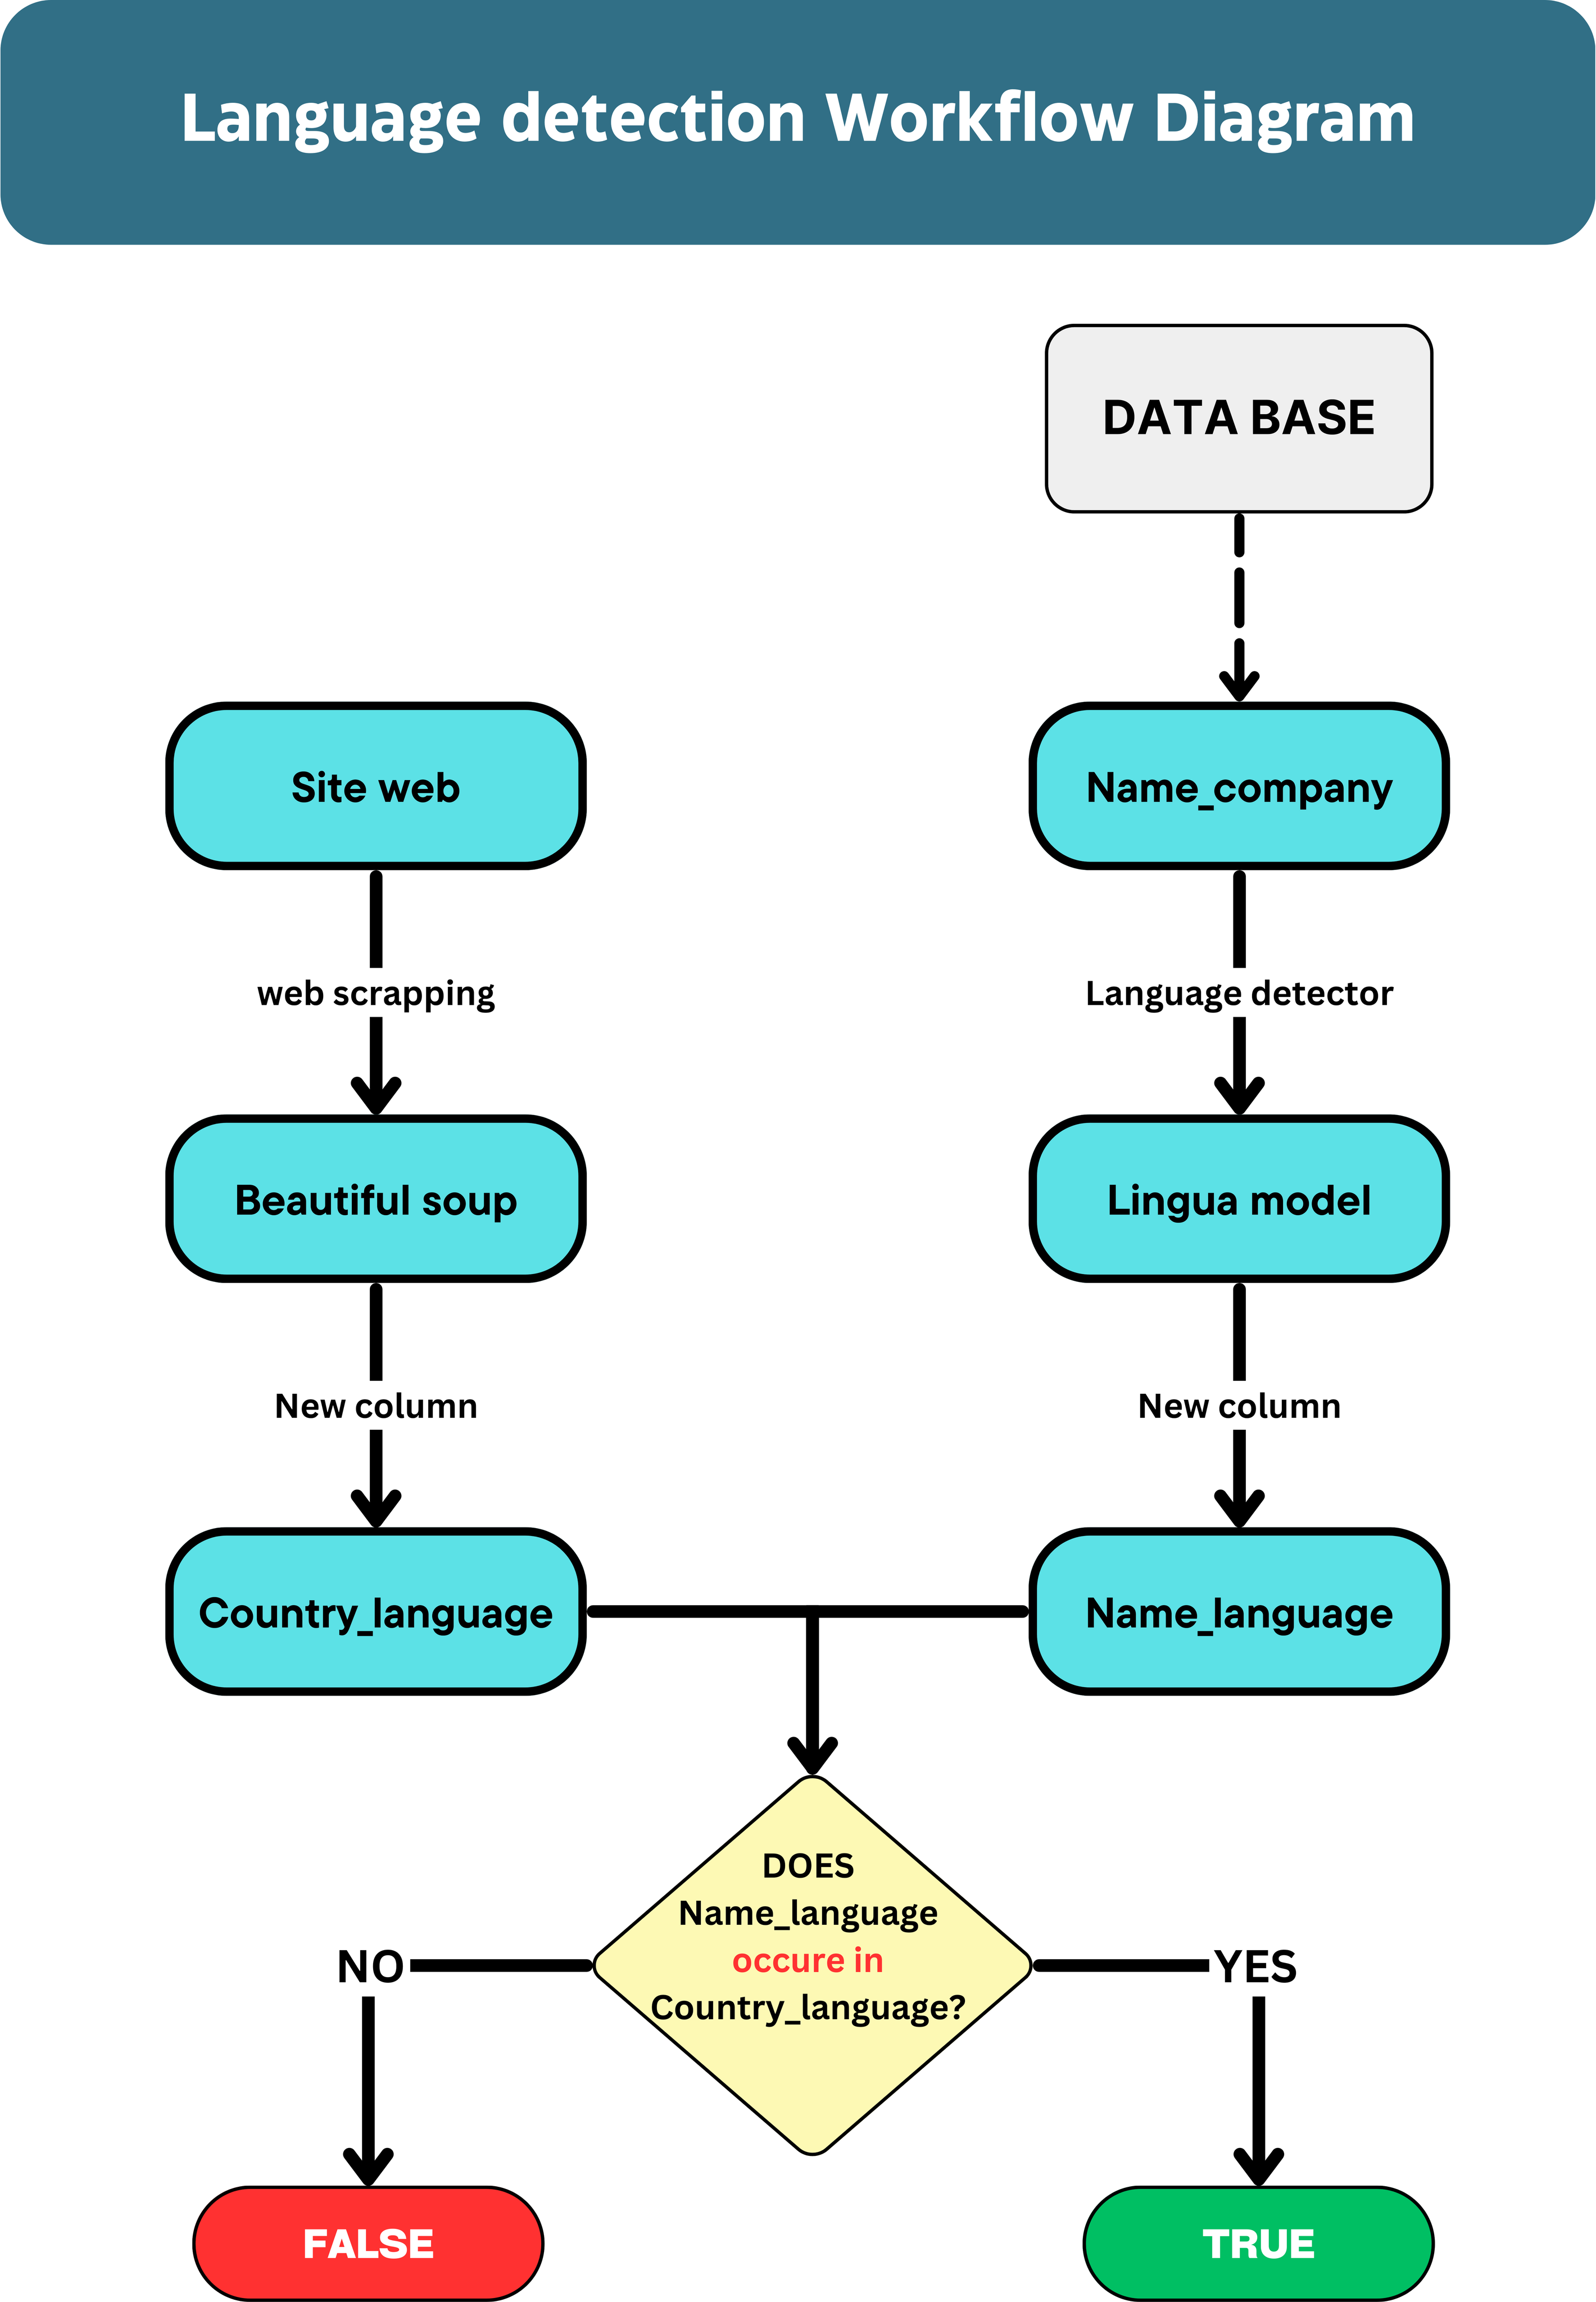 Language detection Workflow Diagram
DATA BASE
Site web
Name_company
web scrapping
Language detector
Beautiful soup
Lingua model
New column
New column
Country_language
Name_language
DOES
Name_language
occure in
Country_language?
NO
YES
FALSE
TRUE